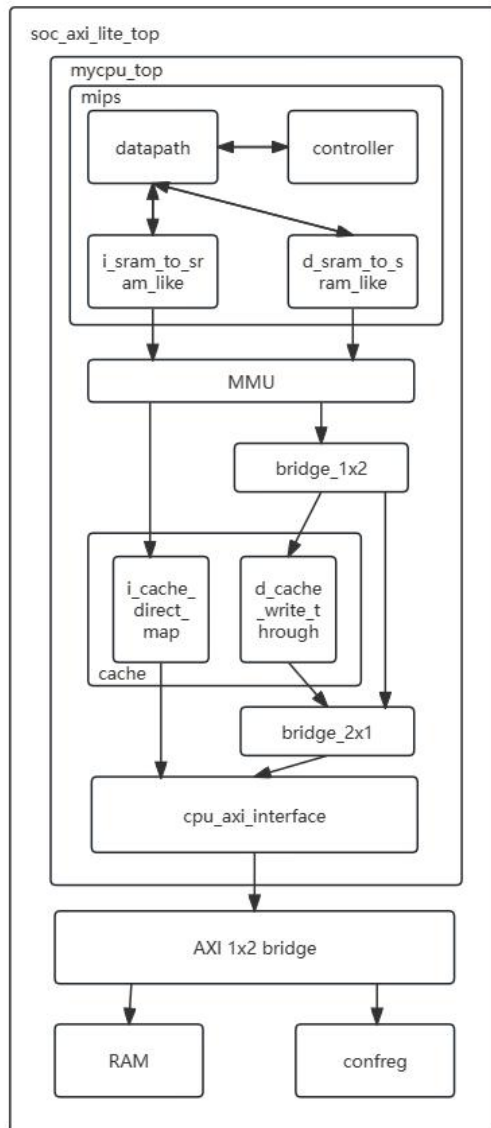 soc_axi_lite_top
mycpu_top
mips
datapath
controller
i_sram_to_sr
am_like
d_sram_to_s
ram_like
MMU
bridge_1x2
i_cache_
direct_
map
d_cache
_write_t
hrough
cache
bridge_2x1
cpu_axi_interface
AXI 1x2 bridge
RAM
confreg